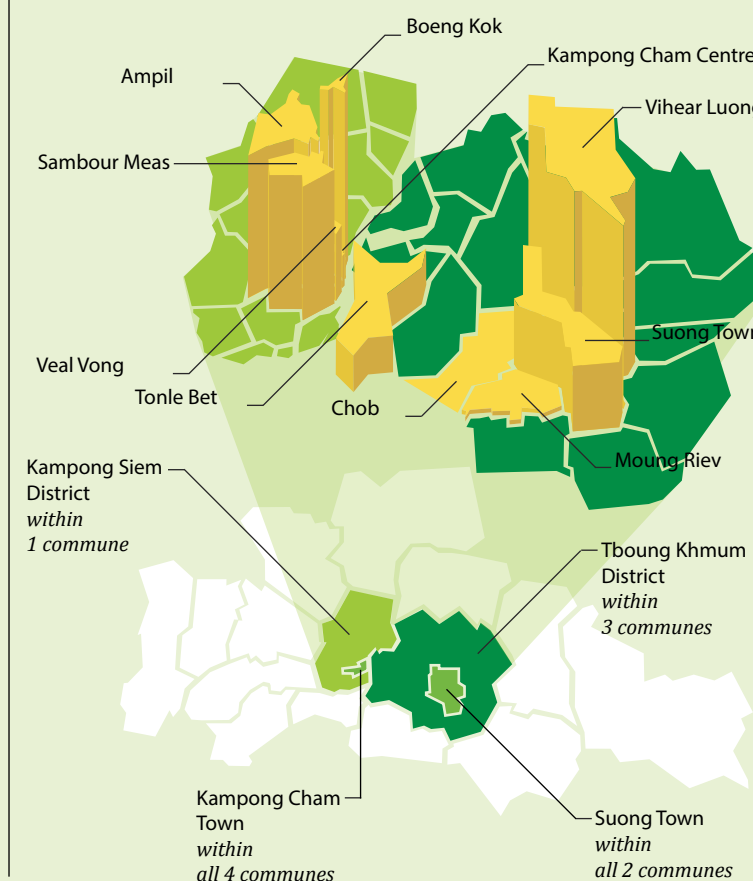 Boeng Kok
Kampong Cham Centre
Ampil
Vihear Luong
Sambour Meas
Suong Town
Veal Vong
Tonle Bet
Chob
Moung Riev
Kampong Siem
District
within
1 commune
Tboung Khmum
District
within
3 communes
Kampong Cham
Town
within
all 4 communes
Suong Town
within
all 2 communes